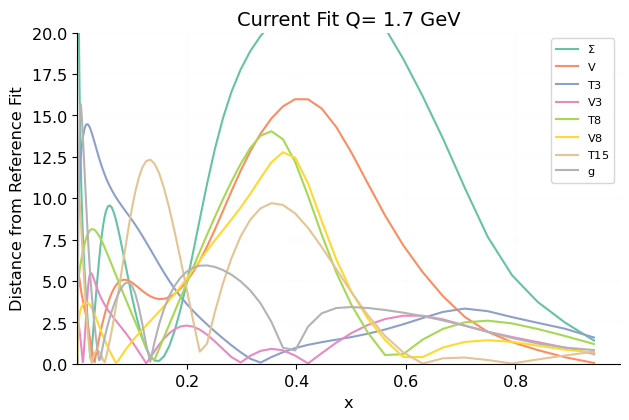 Current Fit Q= 1.7 GeV
Distance from Reference Fit
20.0
17.5
15.0
12.5
10.0
7.5
5.0
2.5
0.0
0.2
0.4
0.6
0.8
x
Σ
V
T3
V3
T8
V8
T15
g